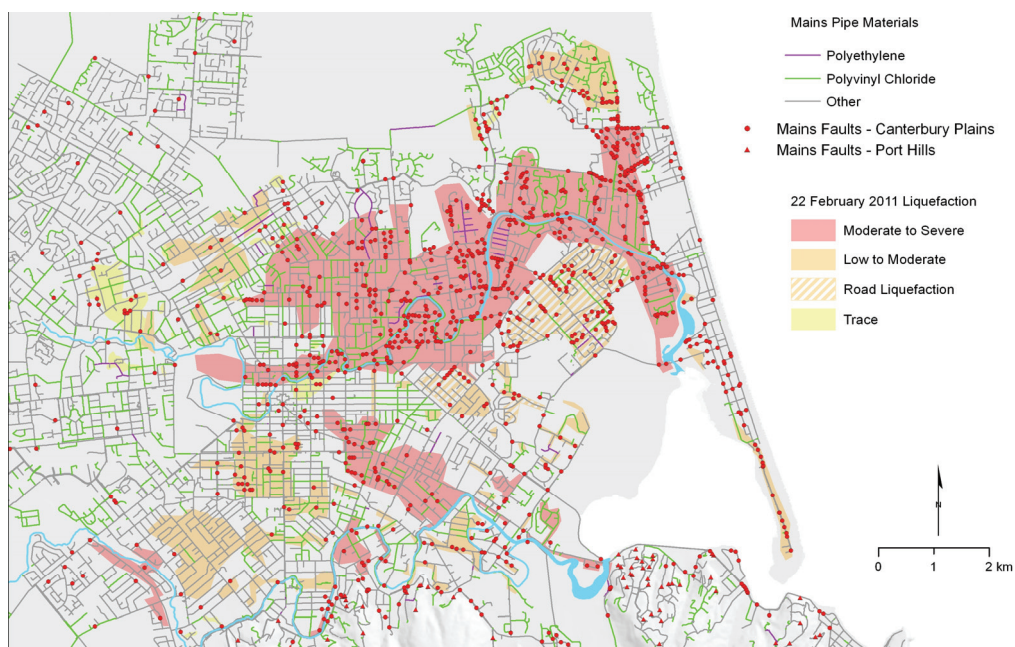 Mains Pipe Materials
Polyethylene
Polyvinyl Chloride
Other
Mains Faults - Canterbury Plains
Mains Faults - Port Hills
22 February 2011 Liquefaction
Moderate to Severe
Low to Moderate
Road Liquefaction
Trace
N
0 1 2 km